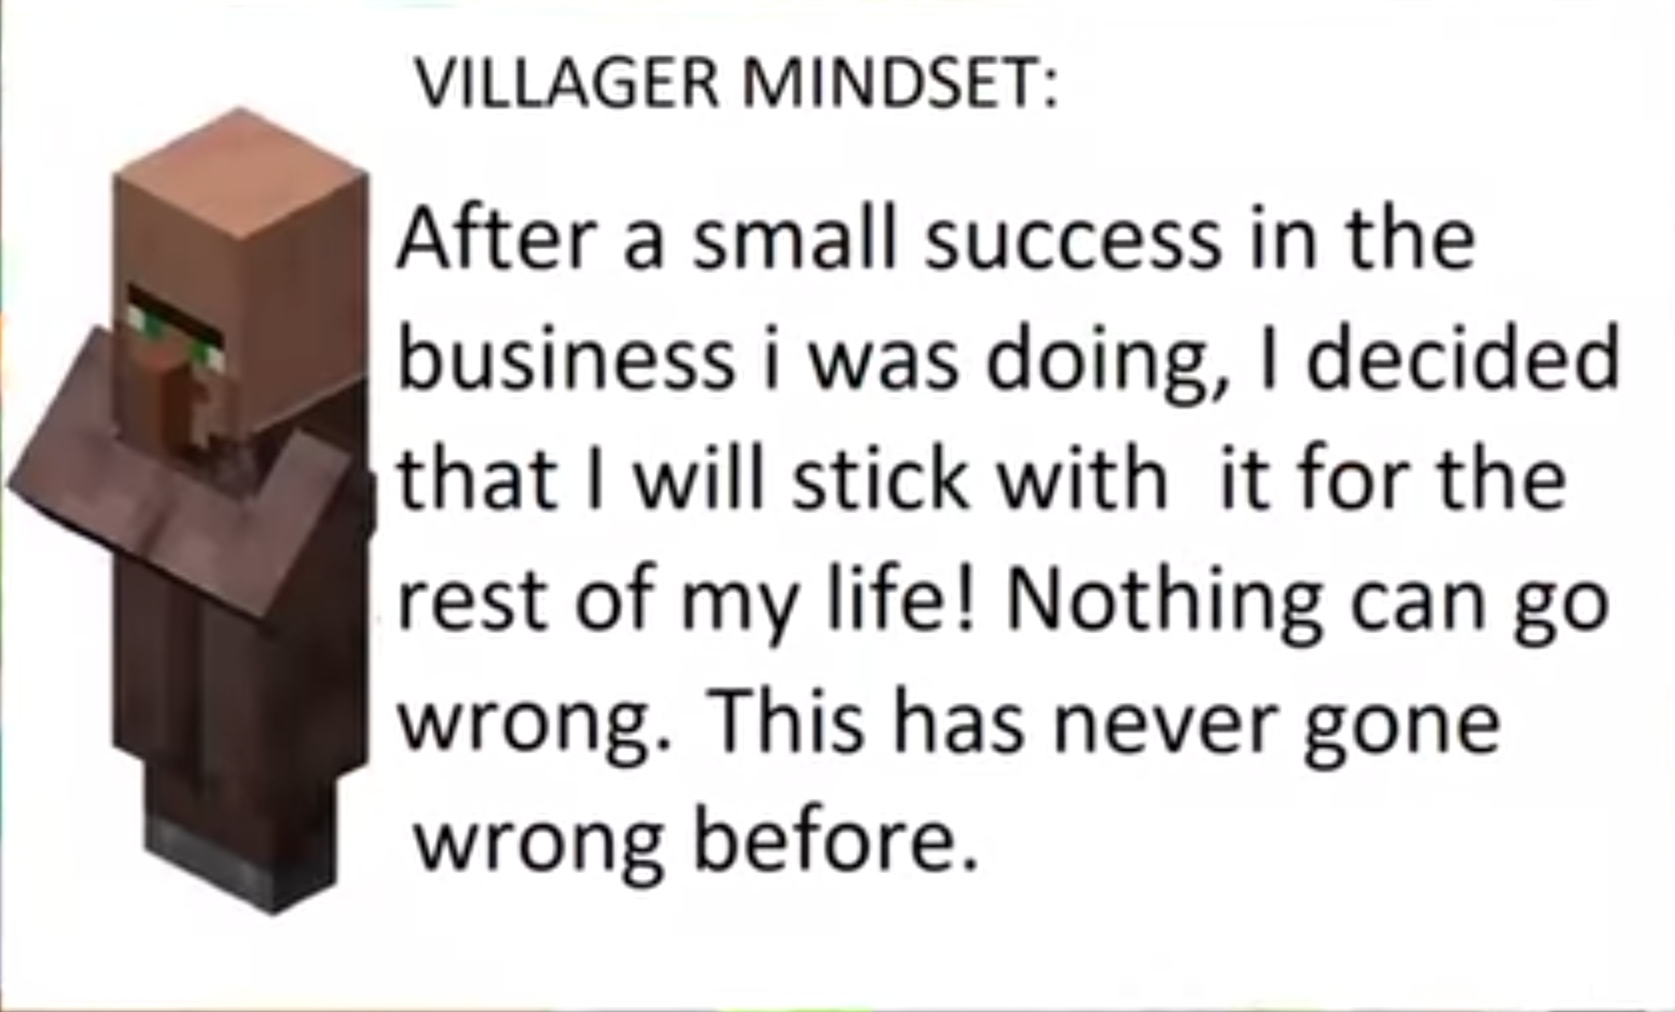 VILLAGER MINDSET:
After a small success in the
business i was doing, I decided
that I will stick with  it for the
rest of my life! Nothing can go
wrong. This has never gone
wrong before.